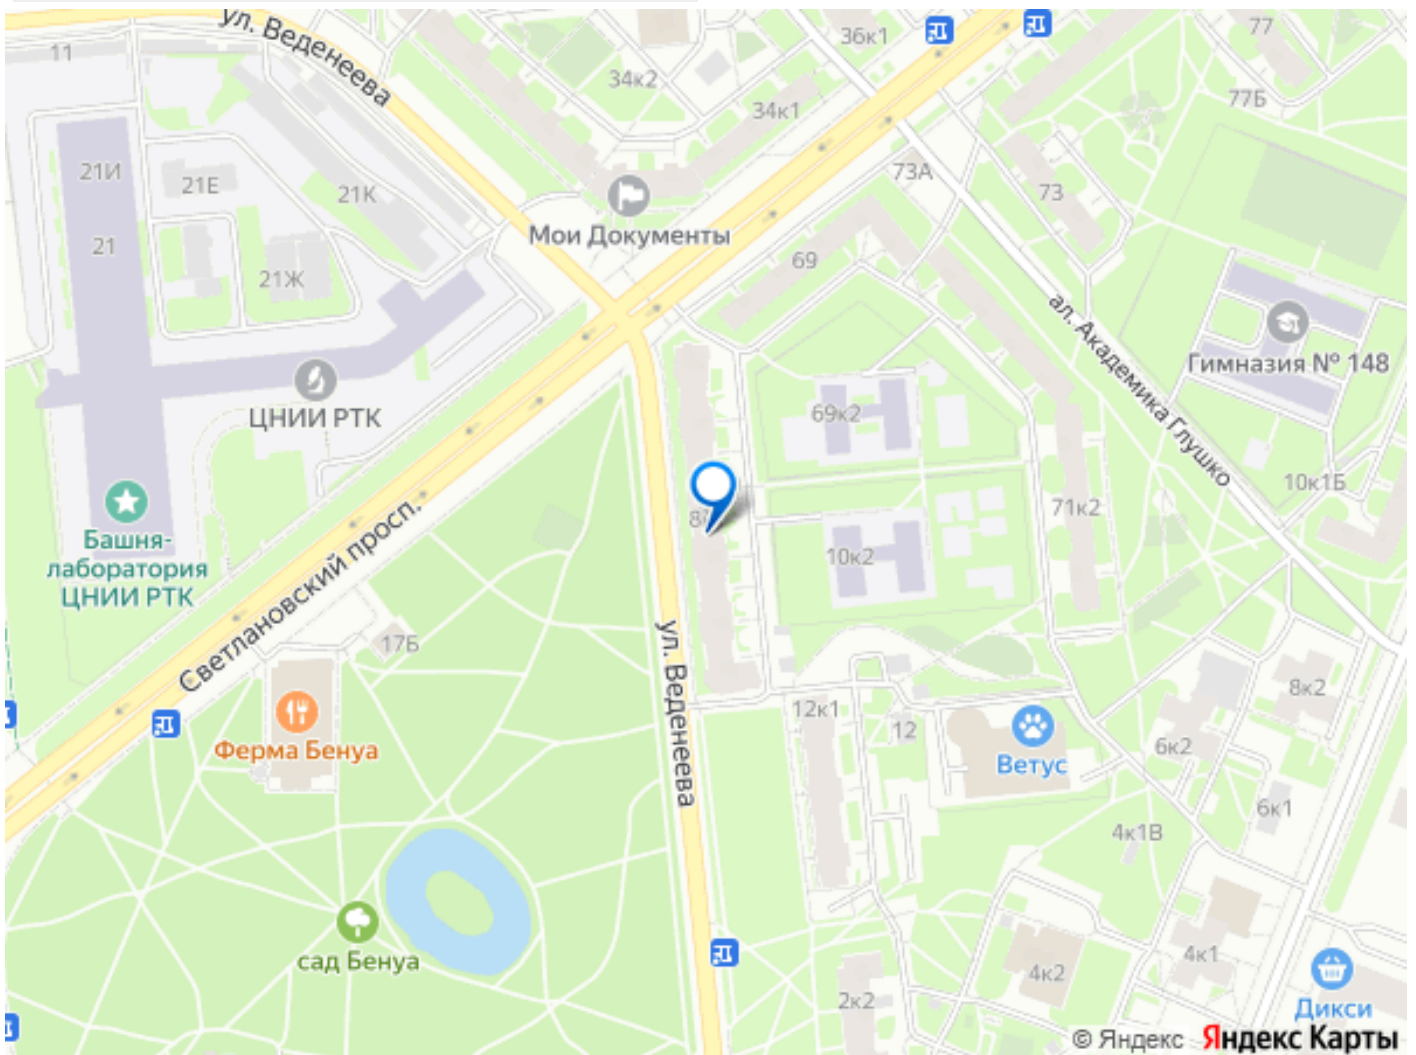 ул. Веденеева
36к1
77
11
34к2
77Б
34к1
21И
21Е
21К
73А
73
Мои Документы
21
69
21Ж
ал. Академика Глушко
Гимназия № 148
ЦНИИ РТК
69к2
10к1Б
71к2
Башня-
лаборатория
ЦНИИ РТК
Светлановский просп.
10к2
17Б
ул. Веденеева
8к2
12к1
12
6к2
Ферма Бенуа
Ветус
6к1
4к1В
сад Бенуа
4к1
4к2
2к2
Дикси
© Яндекс Яндекс Карты